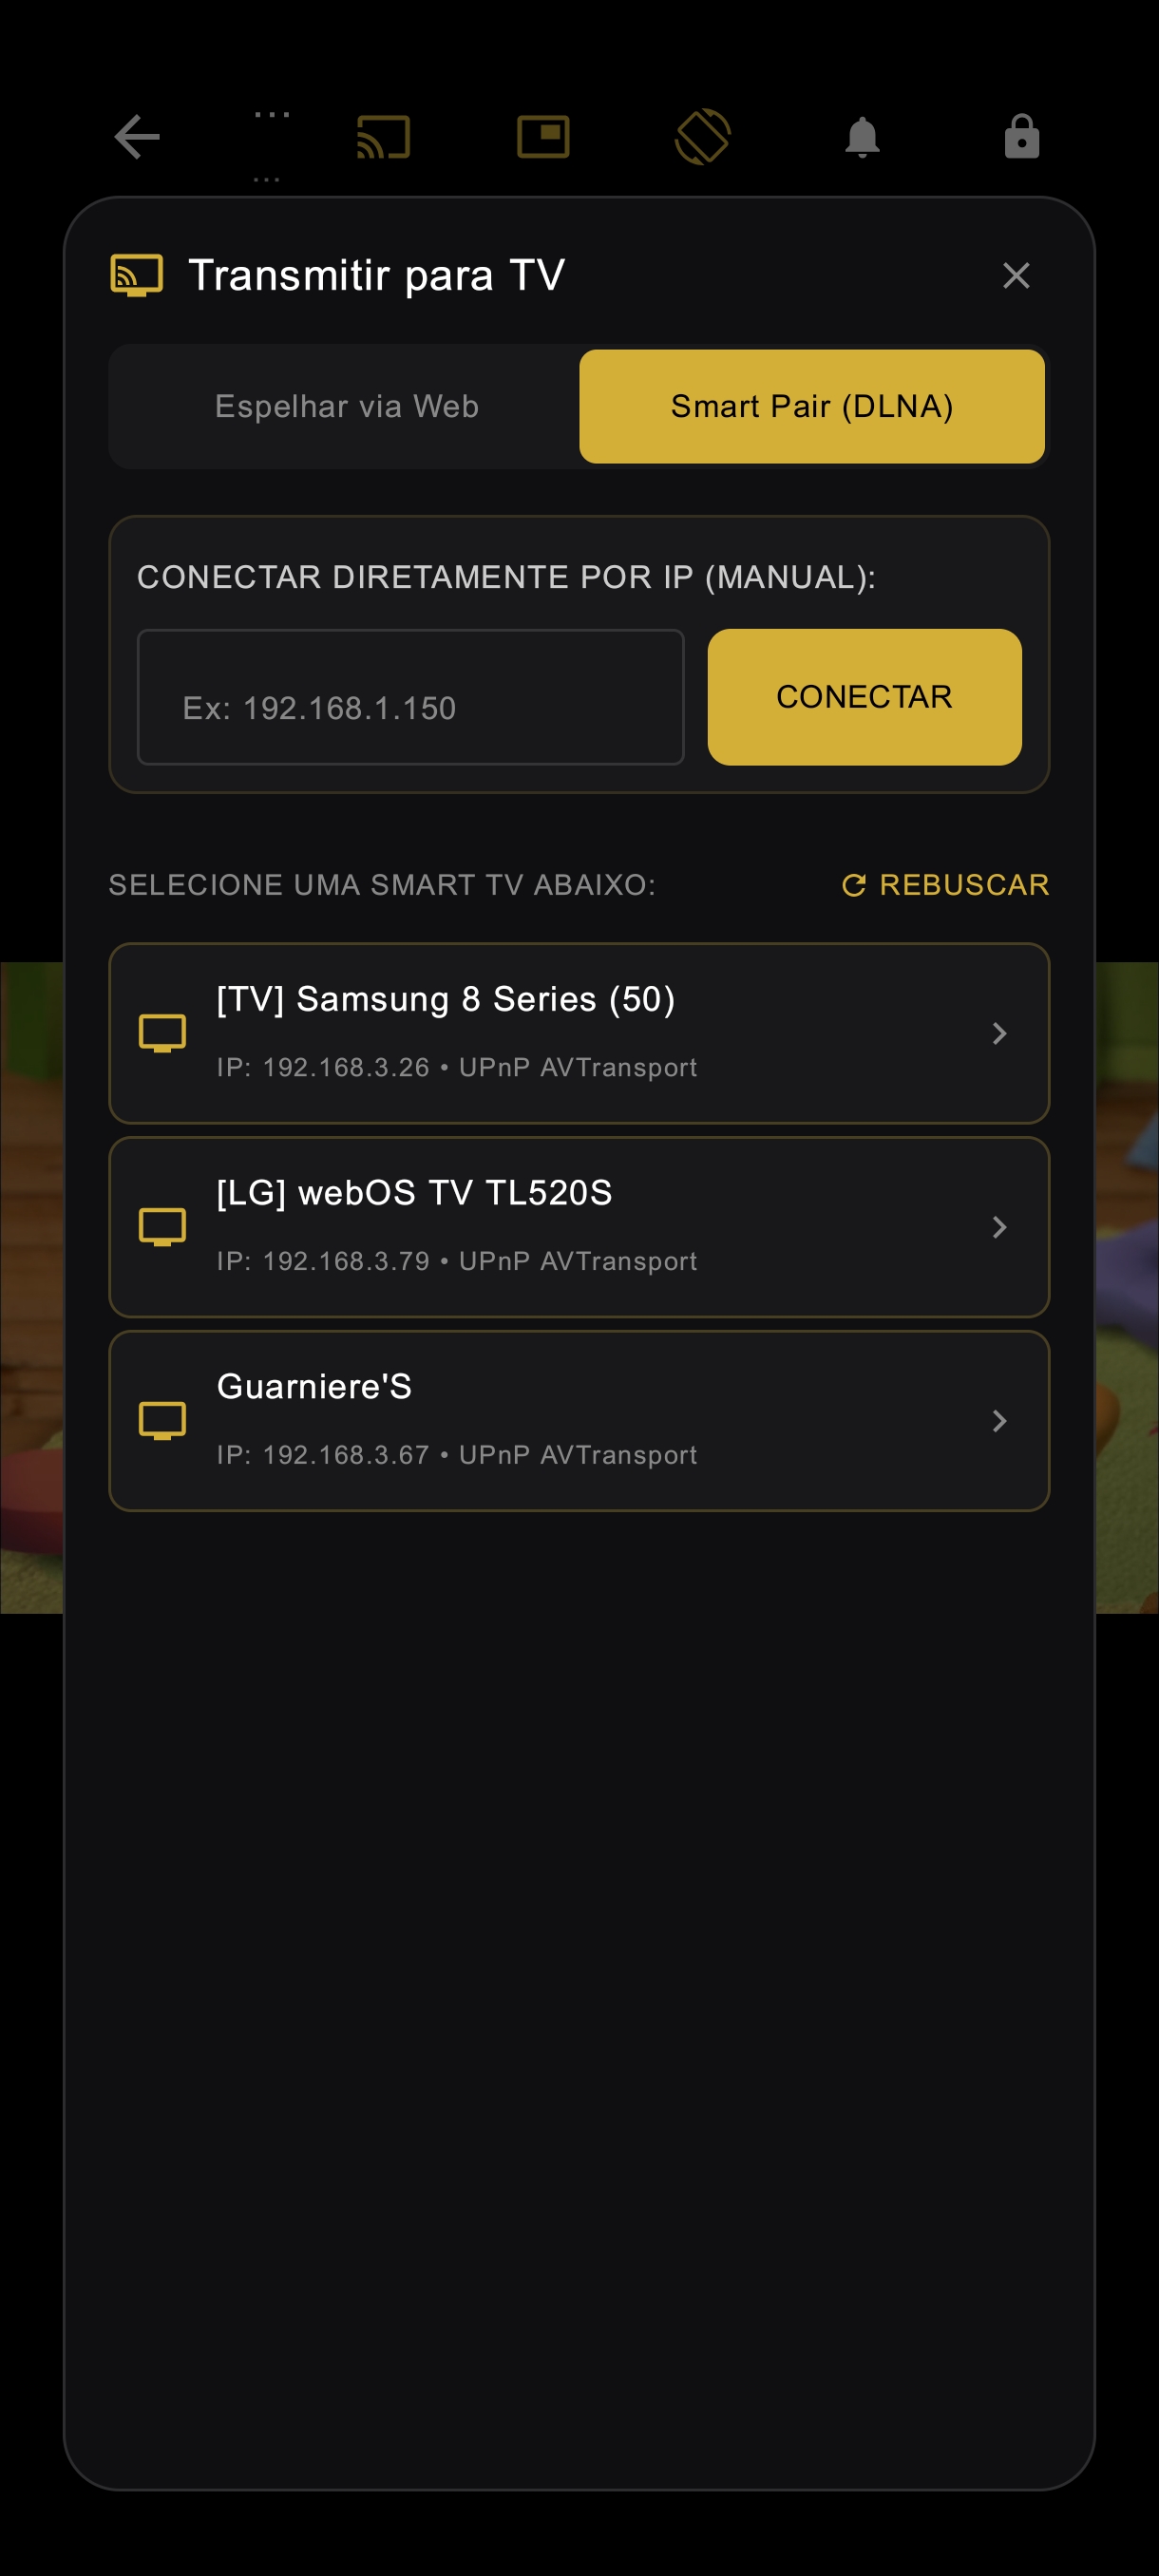 ...
...
Transmitir para TV
Espelhar via Web
Smart Pair (DLNA)
CONECTAR DIRETAMENTE POR IP (MANUAL):
Ex: 192.168.1.150
CONECTAR
SELECIONE UMA SMART TV ABAIXO:
REBUSCAR
[TV] Samsung 8 Series (50)
IP: 192.168.3.26 • UPnP AVTransport
[LG] webOS TV TL520S
IP: 192.168.3.79 • UPnP AVTransport
Guarniere'S
IP: 192.168.3.67 • UPnP AVTransport